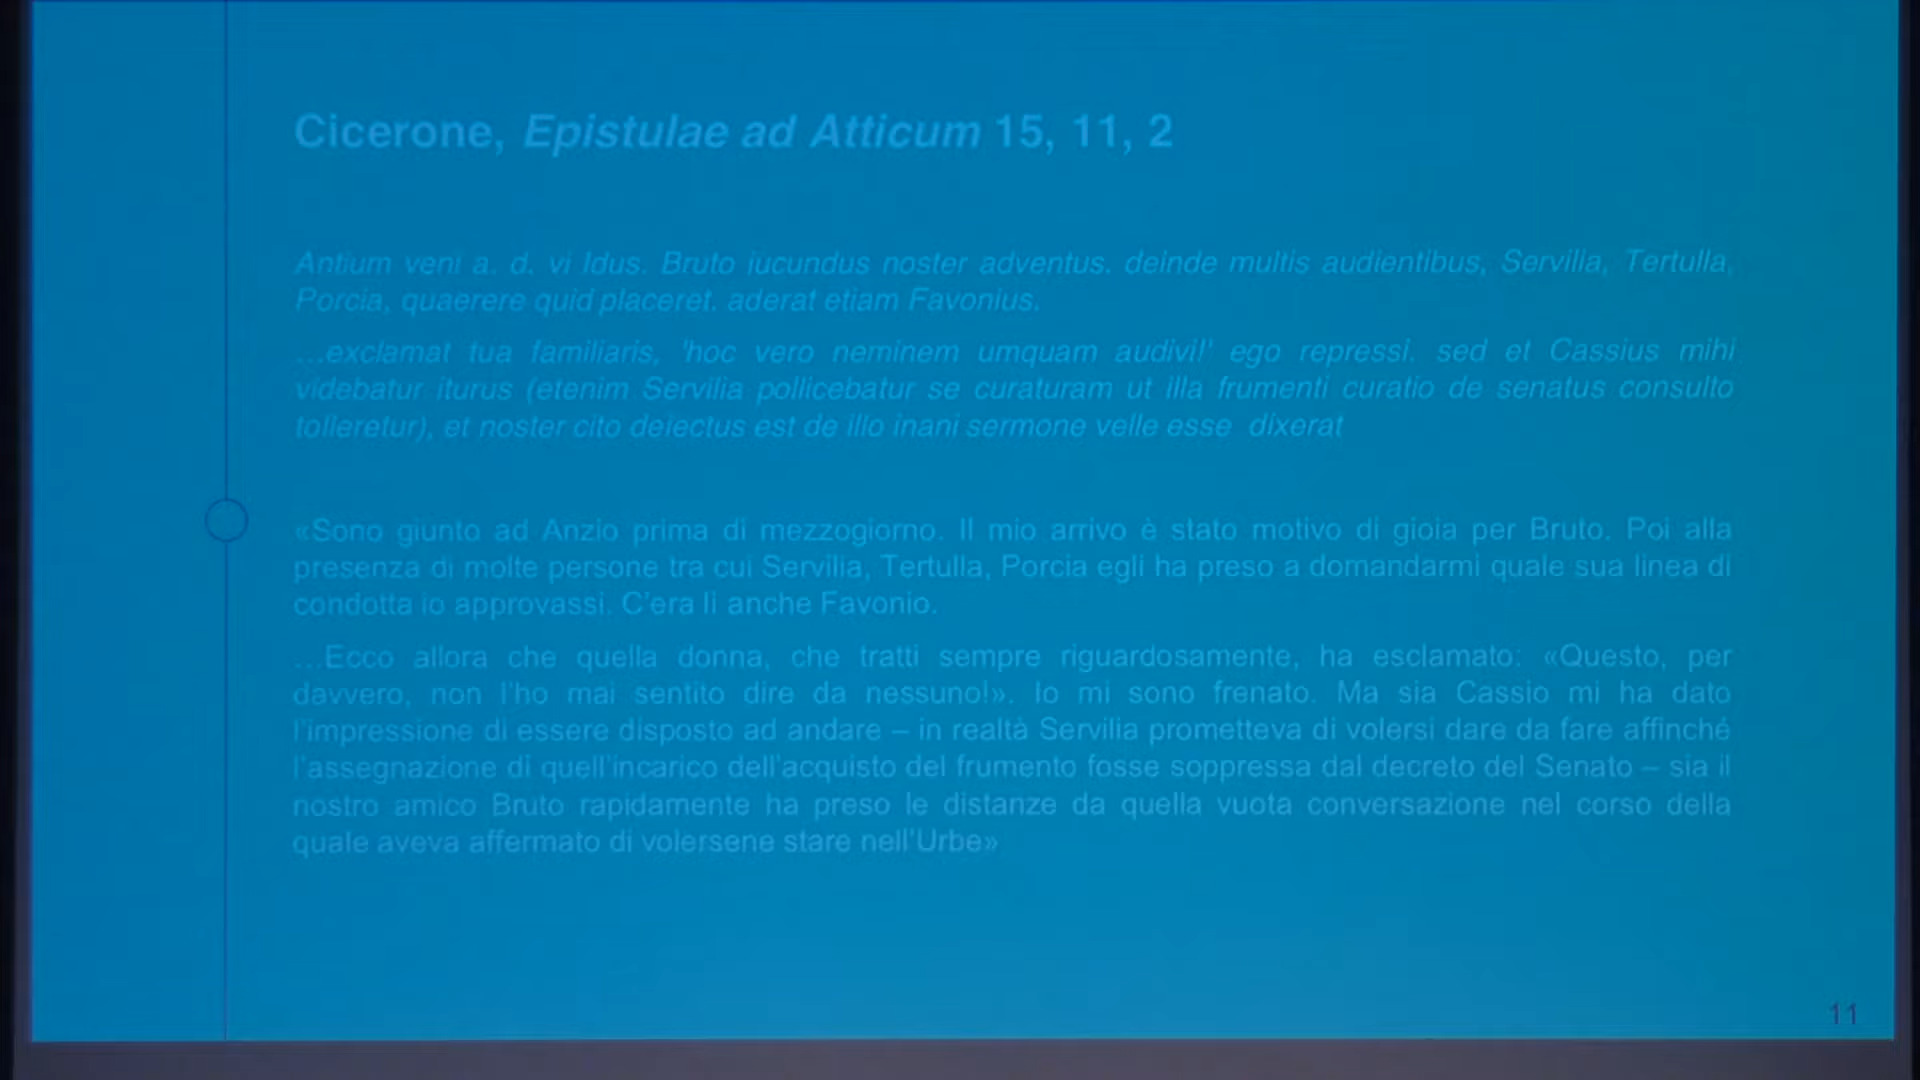 Cicerone, Epistulae ad Atticum 15, 11, 2
Antium veni a. d. vi Idus. Bruto iucundus noster adventus. deinde multis audientibus, Servilia, Tertulla,
Porcia, quaerere quid placeret. aderat etiam Favonius.
...exclamat tua familiaris, 'hoc vero neminem umquam audivi!' ego repressi. sed et Cassius mihi
videbatur iturus (etenim Servilia pollicebatur se curaturam ut illa frumenti curatio de senatus consulto
tolleretur), et noster cito deiectus est de illo inani sermone velle esse dixerat
«Sono giunto ad Anzio prima di mezzogiorno. Il mio arrivo è stato motivo di gioia per Bruto. Poi alla
presenza di molte persone tra cui Servilia, Tertulla, Porcia egli ha preso a domandarmi quale sua linea di
condotta io approvassi. C'era lì anche Favonio.
...Ecco allora che quella donna, che tratti sempre riguardosamente, ha esclamato: «Questo, per
davvero, non l'ho mai sentito dire da nessuno!». Io mi sono frenato. Ma sia Cassio mi ha dato
l'impressione di essere disposto ad andare – in realtà Servilia prometteva di volersi dare da fare affinché
l'assegnazione di quell'incarico dell'acquisto del frumento fosse soppressa dal decreto del Senato – sia il
nostro amico Bruto rapidamente ha preso le distanze da quella vuota conversazione nel corso della
quale aveva affermato di volersene stare nell'Urbe»
11